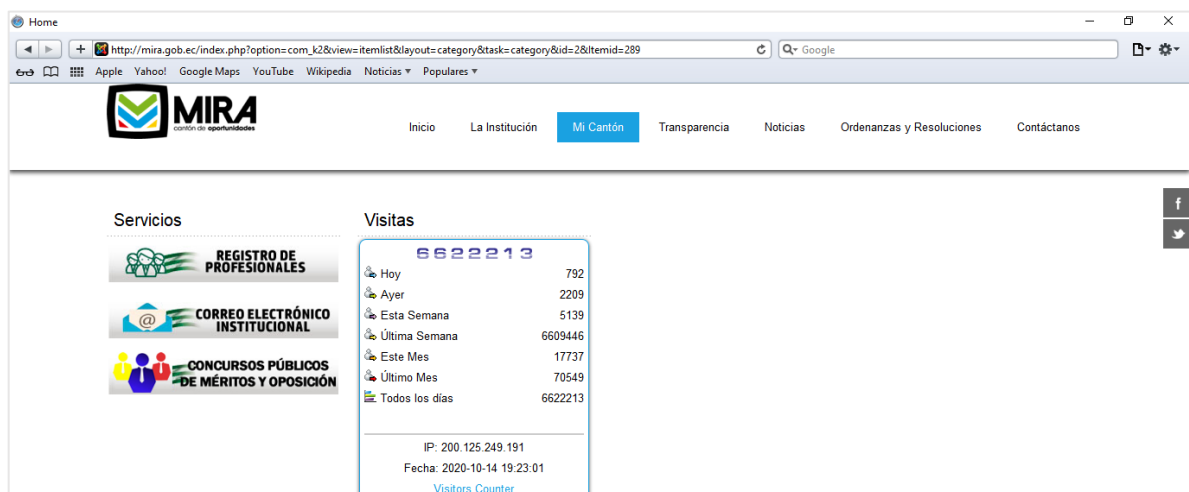 Home
http://mira.gob.ec/index.php?option=com_k2&view=itemlist&layout=category&task=category&id=2&Itemid=289
Google
Apple Yahoo! Google Maps YouTube Wikipedia Noticias Populares
MIRA
cantón de oportunidades
Inicio La Institución Mi Cantón Transparencia Noticias Ordenanzas y Resoluciones Contáctanos
Servicios
REGISTRO DE
PROFESIONALES
CORREO ELECTRÓNICO
INSTITUCIONAL
CONCURSOS PÚBLICOS
DE MÉRITOS Y OPOSICIÓN
Visitas
6622213
Hoy 792
Ayer 2209
Esta Semana 5139
Última Semana 6609446
Este Mes 17737
Último Mes 70549
Todos los días 6622213
IP: 200.125.249.191
Fecha: 2020-10-14 19:23:01
Visitors Counter